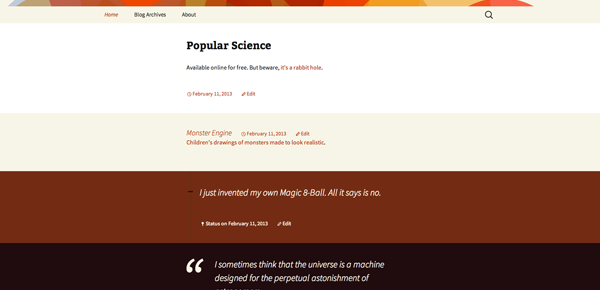 Home Blog Archives About
Popular Science
Available online for free. But beware, it's a rabbit hole.
February 11, 2013 Edit
Monster Engine February 11, 2013 Edit
Children's drawings of monsters made to look realistic.
I just invented my own Magic 8-Ball. All it says is no.
Status on February 11, 2013 Edit
“ I sometimes think that the universe is a machine
designed for the perpetual astonishment of